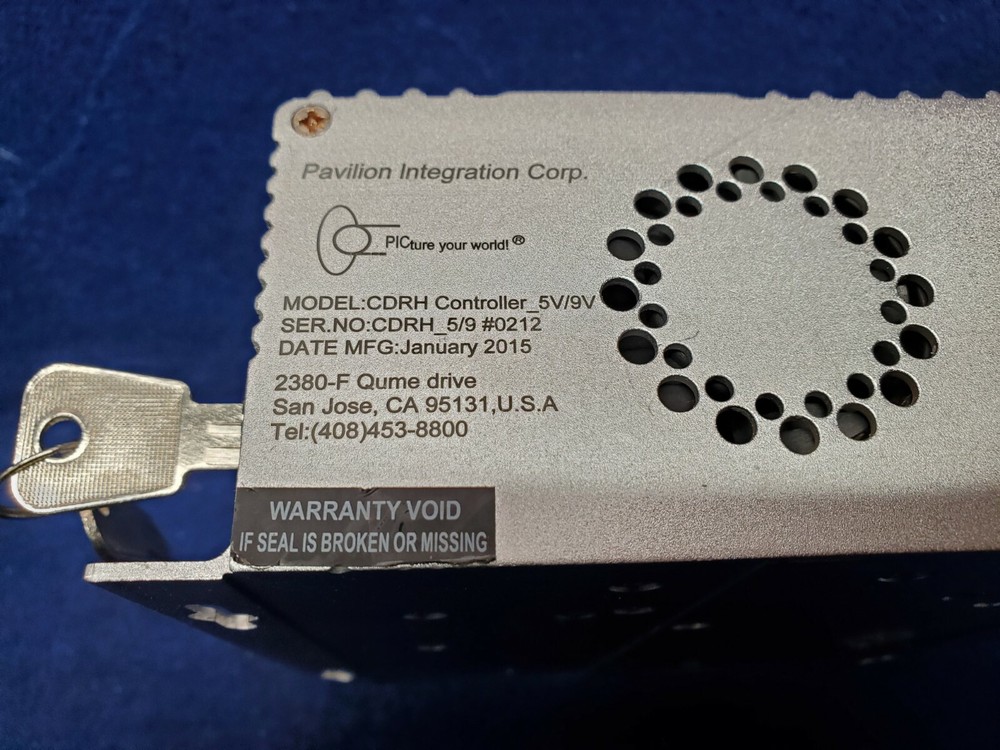 Pavilion Integration Corp.
PICture your world!®
MODEL:CDRH Controller_5V/9V
SER.NO:CDRH_5/9 #0212
DATE MFG:January 2015
2380-F Qume drive
San Jose, CA 95131,U.S.A
Tel:(408)453-8800
WARRANTY VOID
IF SEAL IS BROKEN OR MISSING